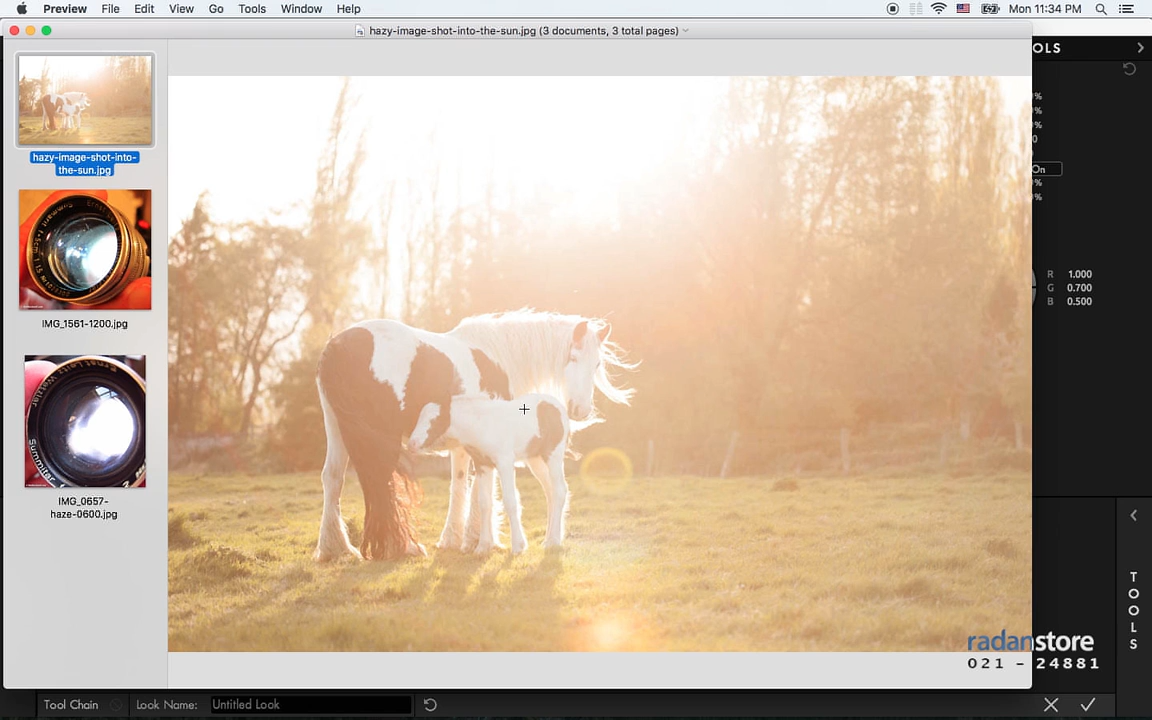 Preview File Edit View Go Tools Window Help Mon 11:34 PM
hazy-image-shot-into-the-sun.jpg (3 documents, 3 total pages)
OLS
hazy-image-shot-into-
the-sun.jpg
IMG_1561-1200.jpg
IMG_0657-
haze-0600.jpg
%
%
%
0
On
%
%
R 1.000
G 0.700
B 0.500
TOOLS
radanstore
021 - 24881
Tool Chain Look Name: Untitled Look